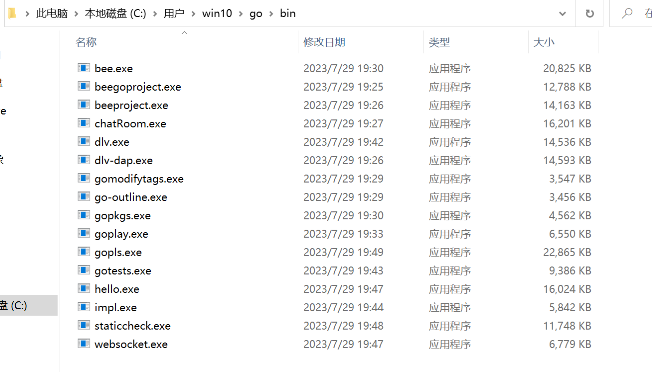 此电脑 › 本地磁盘 (C:) › 用户 › win10 › go › bin
名称 修改日期 类型 大小
bee.exe 2023/7/29 19:30 应用程序 20,825 KB
beegoproject.exe 2023/7/29 19:25 应用程序 12,788 KB
beeproject.exe 2023/7/29 19:26 应用程序 14,163 KB
chatRoom.exe 2023/7/29 19:27 应用程序 16,201 KB
dlv.exe 2023/7/29 19:42 应用程序 14,536 KB
dlv-dap.exe 2023/7/29 19:26 应用程序 14,593 KB
gomodifytags.exe 2023/7/29 19:29 应用程序 3,547 KB
go-outline.exe 2023/7/29 19:29 应用程序 3,456 KB
gopkgs.exe 2023/7/29 19:30 应用程序 4,562 KB
goplay.exe 2023/7/29 19:33 应用程序 6,550 KB
gopls.exe 2023/7/29 19:49 应用程序 22,865 KB
gotests.exe 2023/7/29 19:43 应用程序 9,386 KB
hello.exe 2023/7/29 19:47 应用程序 16,024 KB
盘 (C:)
impl.exe 2023/7/29 19:44 应用程序 5,842 KB
staticcheck.exe 2023/7/29 19:48 应用程序 11,748 KB
websocket.exe 2023/7/29 19:47 应用程序 6,779 KB